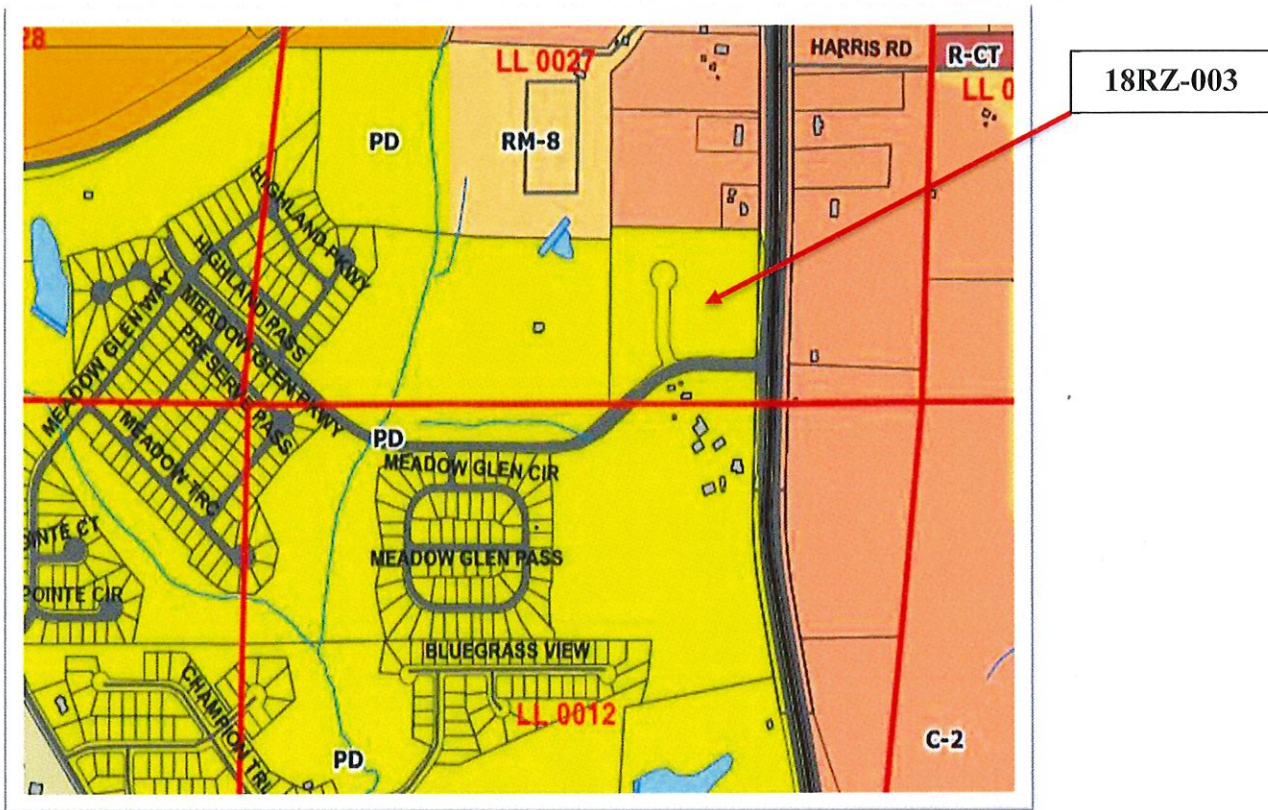 28
HARRIS RD
R-CT
18RZ-003
LL 0027
LL 0
PD
RM-8
HIGHLAND PKWY
HIGHLAND PASS
MEADOW GLEN WAY
MEADOW GLEN PKWY
PRESERVE PASS
MEADOW TRC
PD
MEADOW GLEN CIR
OINTE CT
MEADOW GLEN PASS
POINTE CIR
BLUEGRASS VIEW
CHAMPION TRL
LL 0012
C-2
PD